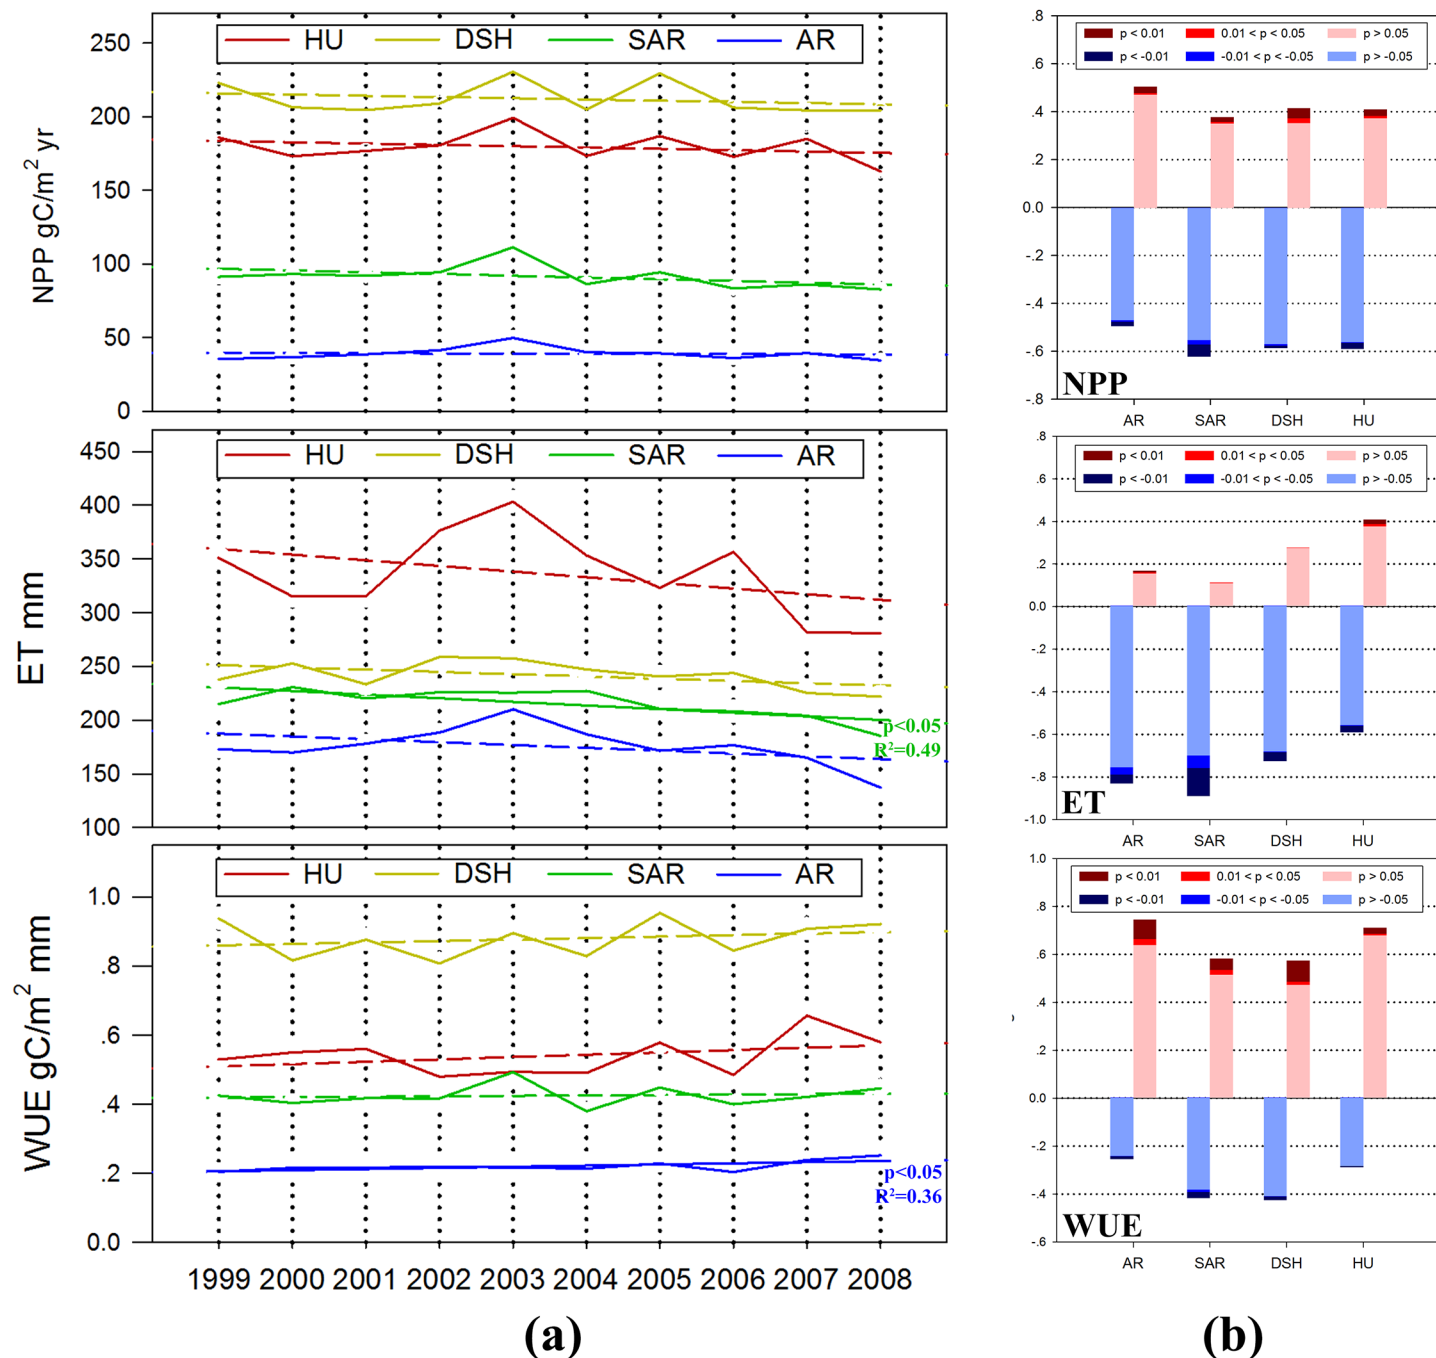 HU DSH SAR AR
250
200
150
100
50
0
NPP gC/m² yr
HU DSH SAR AR
450
400
350
300
250
200
150
100
ET mm
p<0.05
R²=0.49
HU DSH SAR AR
1.0
.8
.6
.4
.2
0.0
WUE gC/m² mm
p<0.05
R²=0.36
1999 2000 2001 2002 2003 2004 2005 2006 2007 2008
(a)
p < 0.01 0.01 < p < 0.05 p > 0.05
p < -0.01 -0.01 < p < -0.05 p > -0.05
.8
.6
.4
.2
0.0
-.2
-.4
-.6
-.8
NPP
AR SAR DSH HU
p < 0.01 0.01 < p < 0.05 p > 0.05
p < -0.01 -0.01 < p < -0.05 p > -0.05
.8
.6
.4
.2
0.0
-.2
-.4
-.6
-.8
-1.0
ET
AR SAR DSH HU
p < 0.01 0.01 < p < 0.05 p > 0.05
p < -0.01 -0.01 < p < -0.05 p > -0.05
1.0
.8
.6
.4
.2
0.0
-.2
-.4
-.6
WUE
AR SAR DSH HU
(b)